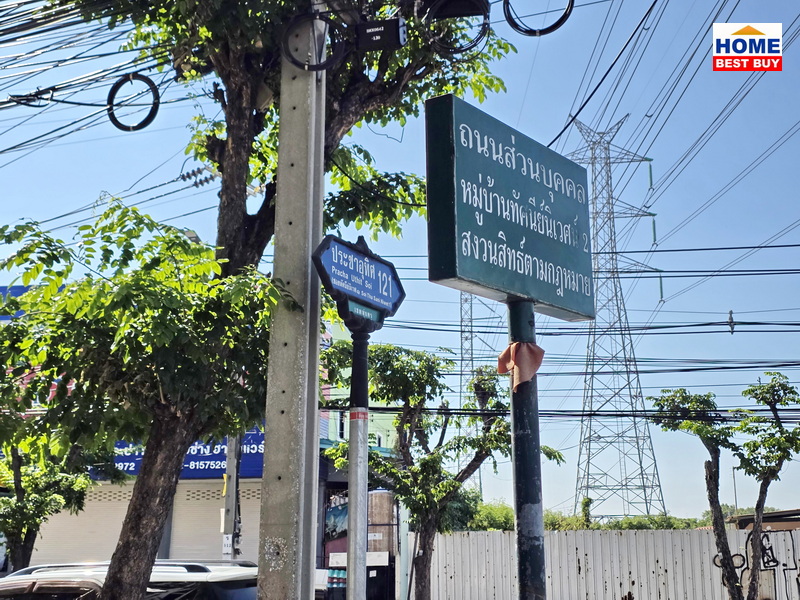 HOME
BEST BUY
ถนนส่วนบุคคล
หมู่บ้านทัศนีย์นิเวศน์ 2
สงวนสิทธ์ตามกฎหมาย
ประชาอุทิศ 121
Pracha Uthit Soi
972
-8157526